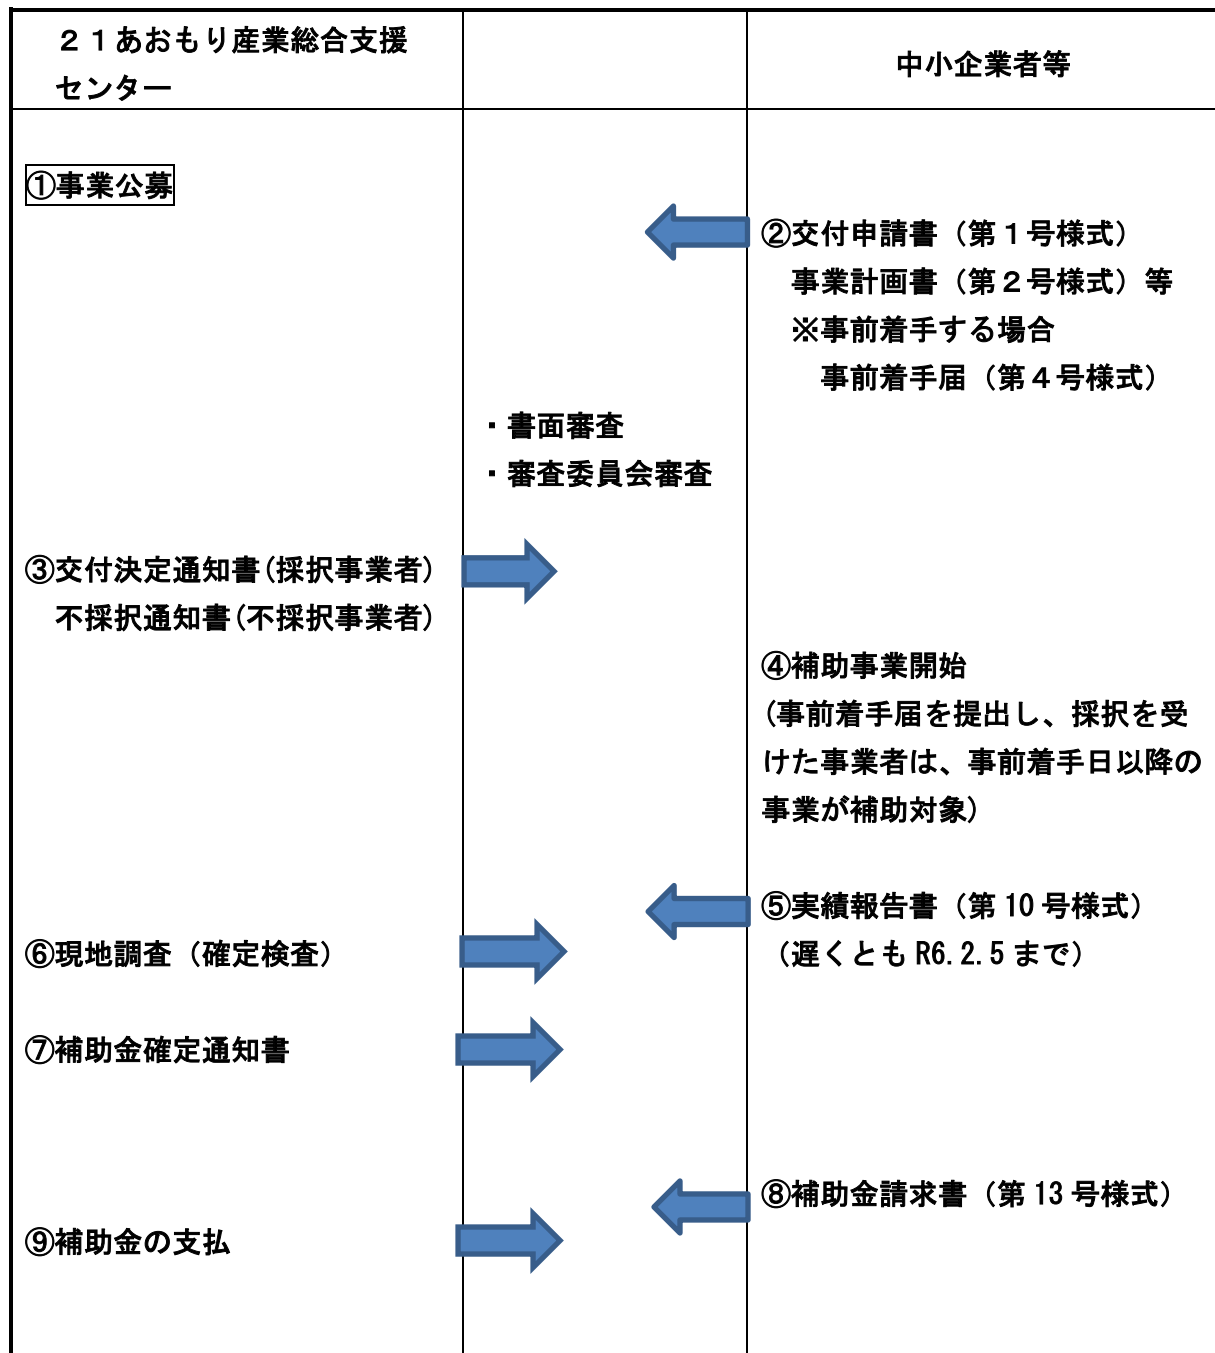 ２１あおもり産業総合支援
センター
中小企業者等
①事業公募
②交付申請書（第１号様式）
事業計画書（第２号様式）等
※事前着手する場合
事前着手届（第４号様式）
・書面審査
・審査委員会審査
③交付決定通知書(採択事業者)
不採択通知書(不採択事業者)
④補助事業開始
(事前着手届を提出し、採択を受
けた事業者は、事前着手日以降の
事業が補助対象)
⑤実績報告書（第 10 号様式）
（遅くとも R6.2.5 まで）
⑥現地調査（確定検査）
⑦補助金確定通知書
⑧補助金請求書（第 13 号様式）
⑨補助金の支払